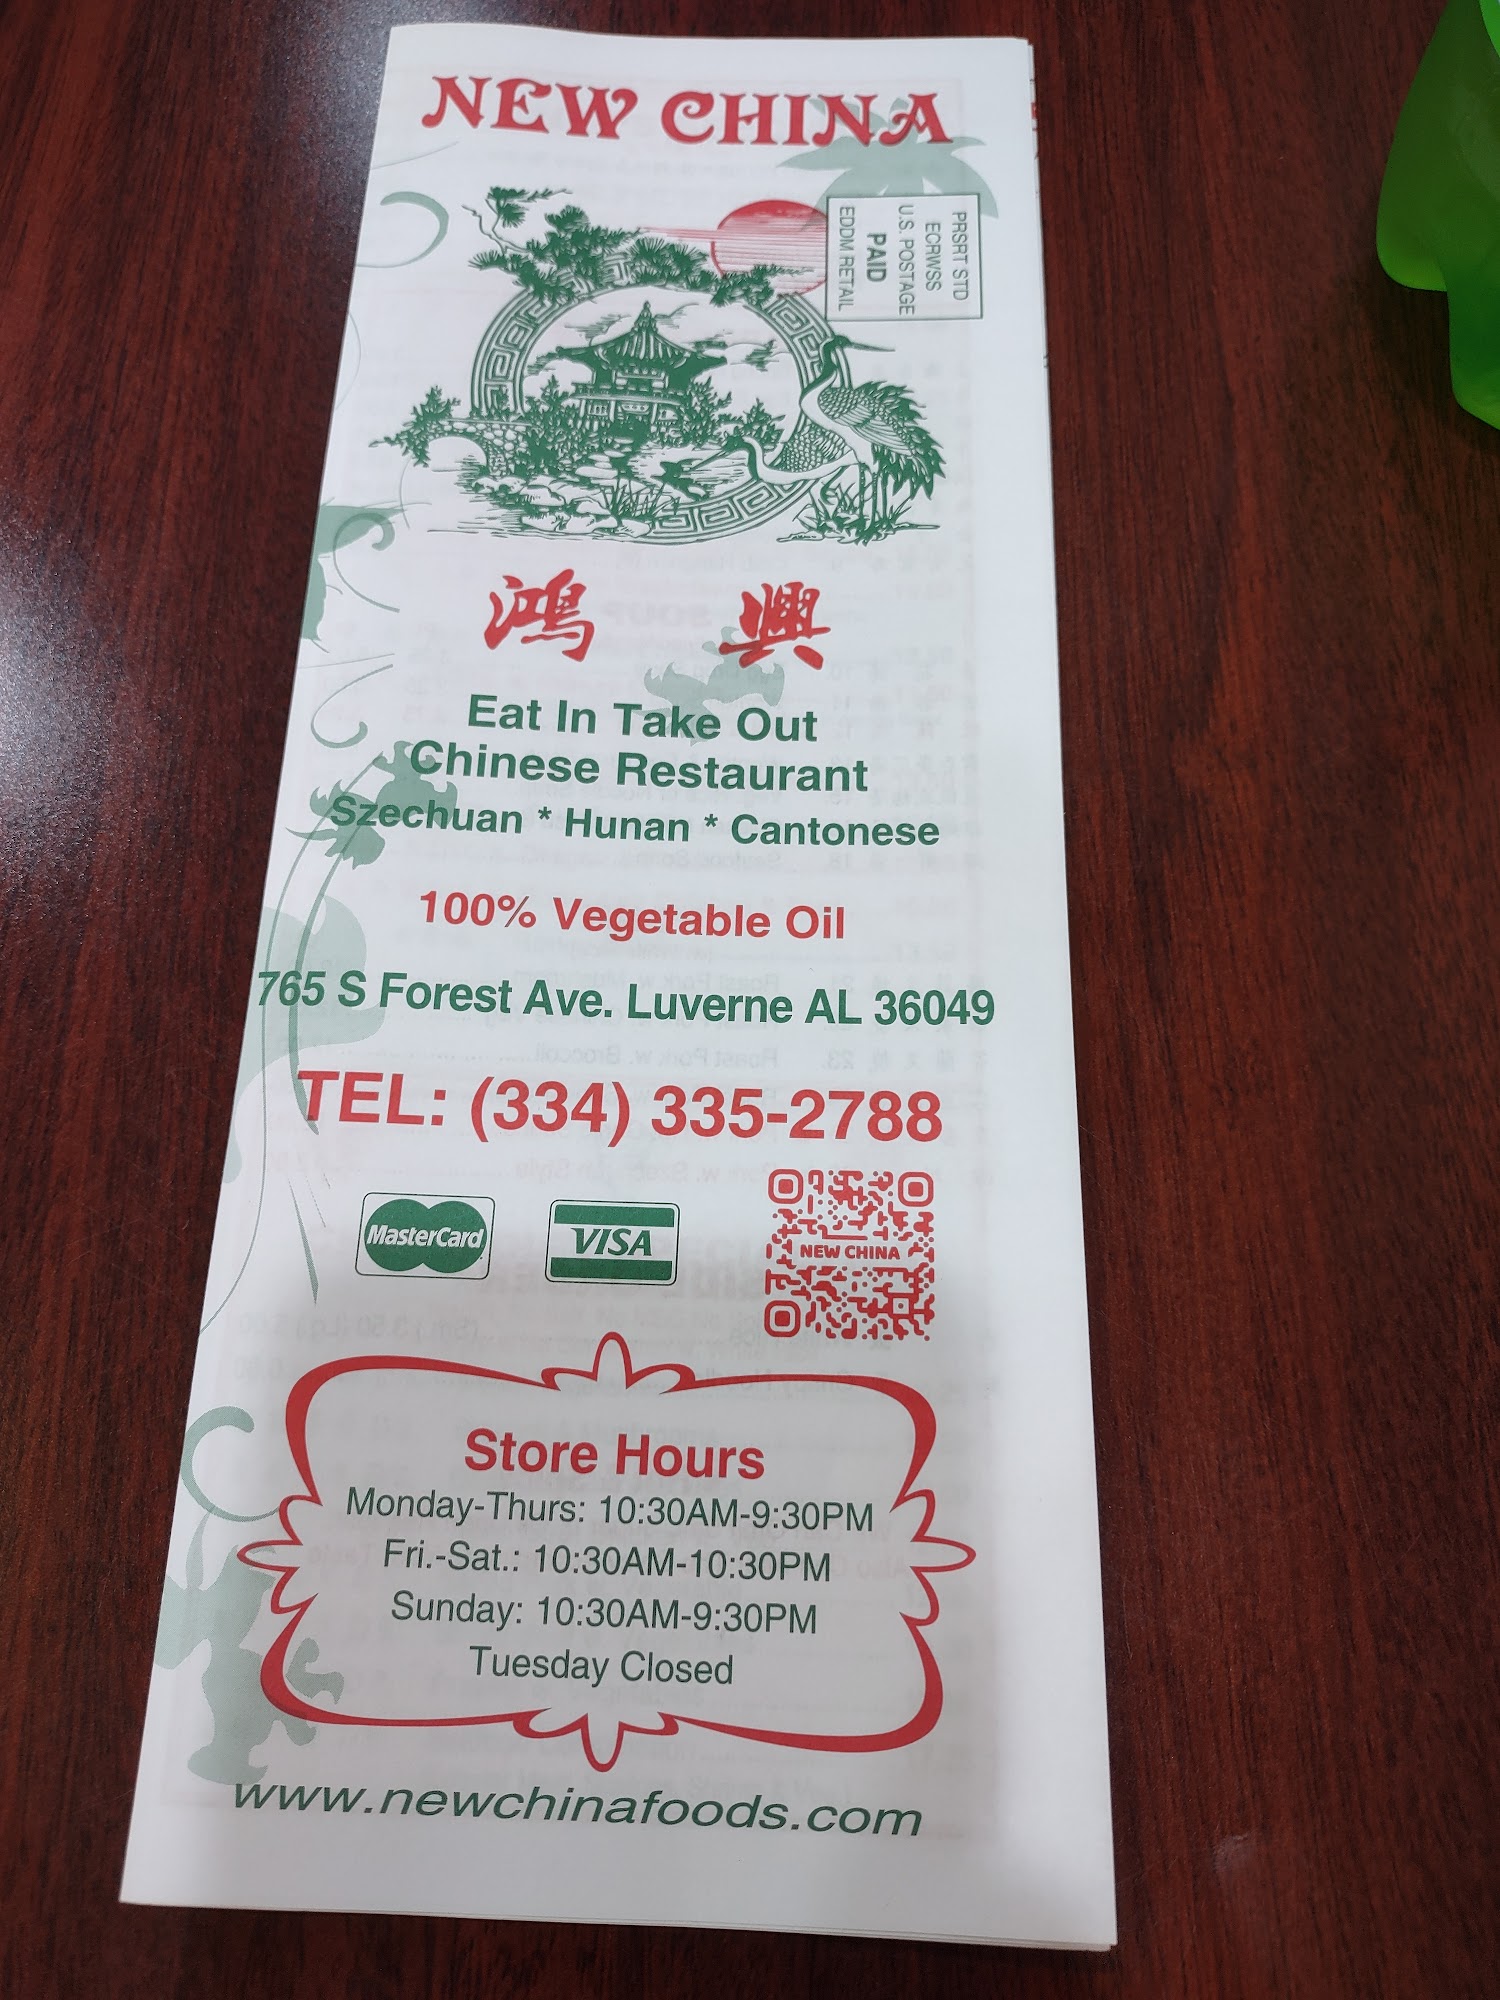 NEW CHINA
PRSRT STD
ECRWSS
U.S. POSTAGE
PAID
EDDM RETAIL
鴻 興
Eat In Take Out
Chinese Restaurant
Szechuan * Hunan * Cantonese
100% Vegetable Oil
765 S Forest Ave. Luverne AL 36049
TEL: (334) 335-2788
MasterCard
VISA
NEW CHINA
Store Hours
Monday-Thurs: 10:30AM-9:30PM
Fri.-Sat.: 10:30AM-10:30PM
Sunday: 10:30AM-9:30PM
Tuesday Closed
www.newchinafoods.com